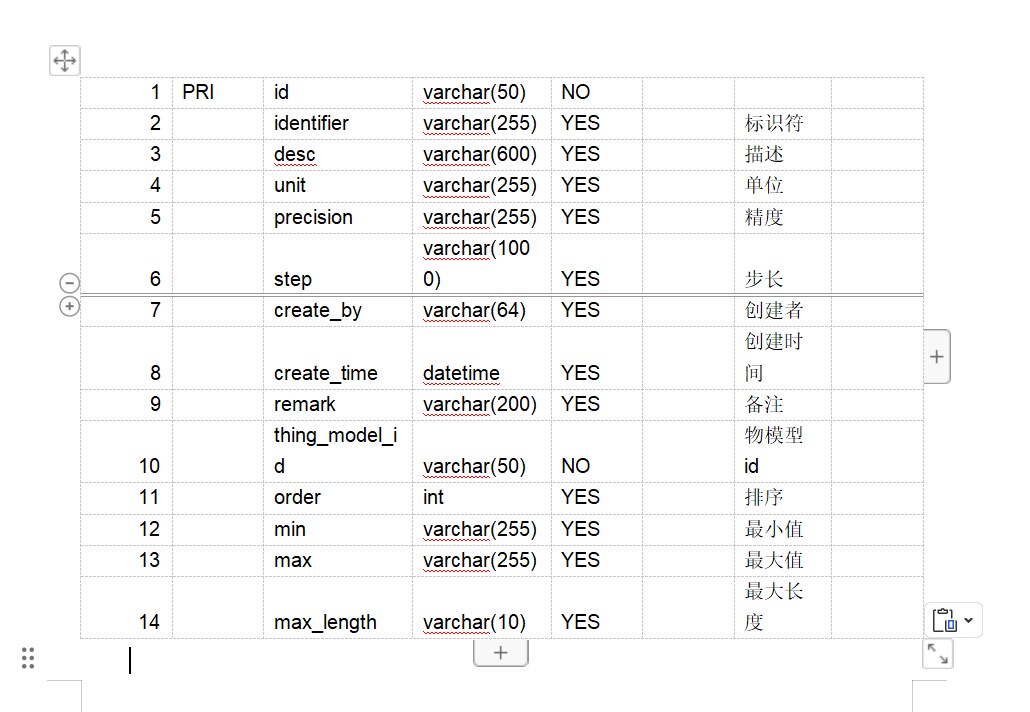 1 PRI id varchar(50) NO
2 identifier varchar(255) YES 标识符
3 desc varchar(600) YES 描述
4 unit varchar(255) YES 单位
5 precision varchar(255) YES 精度
varchar(100
6 step 0) YES 步长
7 create_by varchar(64) YES 创建者
创建时
8 create_time datetime YES 间
9 remark varchar(200) YES 备注
thing_model_i 物模型
10 d varchar(50) NO id
11 order int YES 排序
12 min varchar(255) YES 最小值
13 max varchar(255) YES 最大值
最大长
14 max_length varchar(10) YES 度